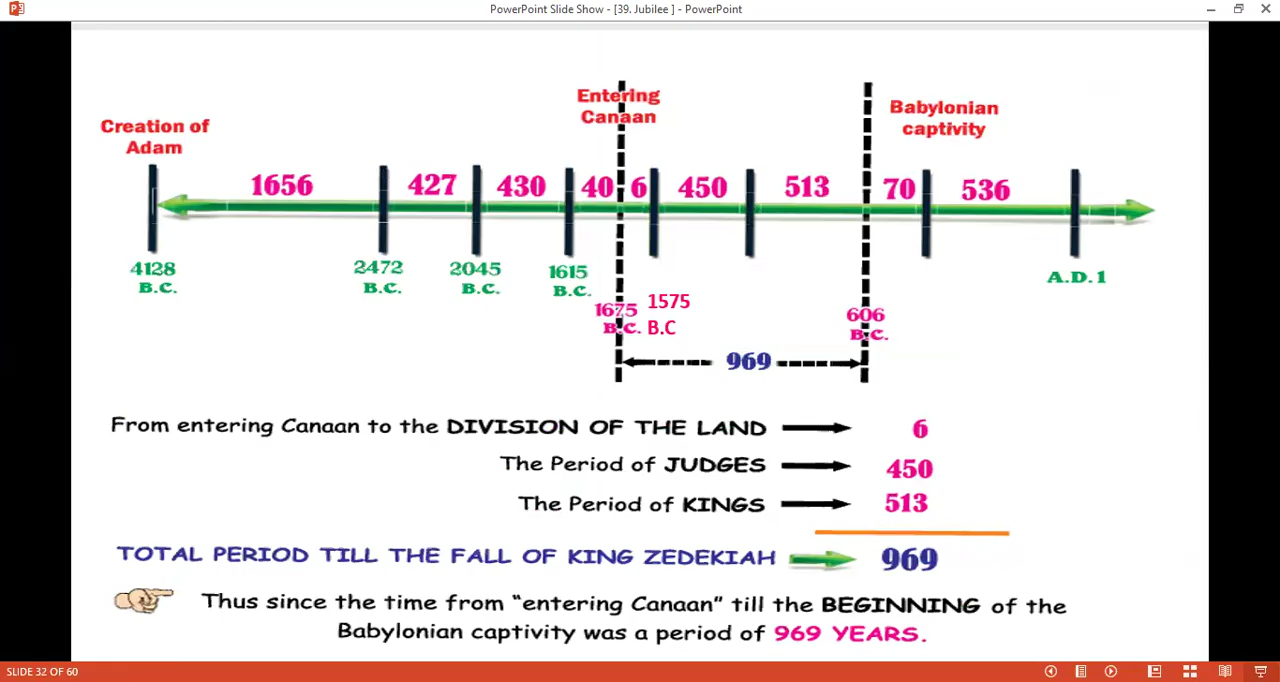 PowerPoint Slide Show - [39. Jubilee ] - PowerPoint
Entering
Canaan
Babylonian
captivity
Creation of
Adam
1656 427 430 40 6 450 513 70 536
4128
B.C.
2472
B.C.
2045
B.C.
1615
B.C.
A.D.1
1675
B.C.
1575
B.C
606
B.C.
969
From entering Canaan to the DIVISION OF THE LAND 6
The Period of JUDGES 450
The Period of KINGS 513
TOTAL PERIOD TILL THE FALL OF KING ZEDEKIAH 969
Thus since the time from “entering Canaan” till the BEGINNING of the
Babylonian captivity was a period of 969 YEARS.
SLIDE 32 OF 60